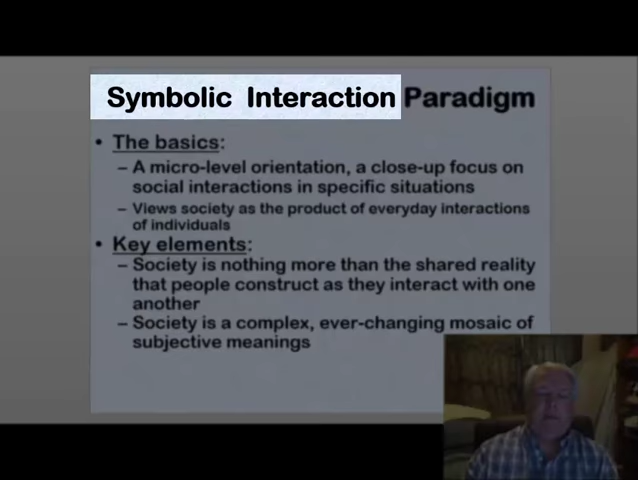 Symbolic Interaction Paradigm
• The basics:
– A micro-level orientation, a close-up focus on
social interactions in specific situations
– Views society as the product of everyday interactions
of individuals
• Key elements:
– Society is nothing more than the shared reality
that people construct as they interact with one
another
– Society is a complex, ever-changing mosaic of
subjective meanings